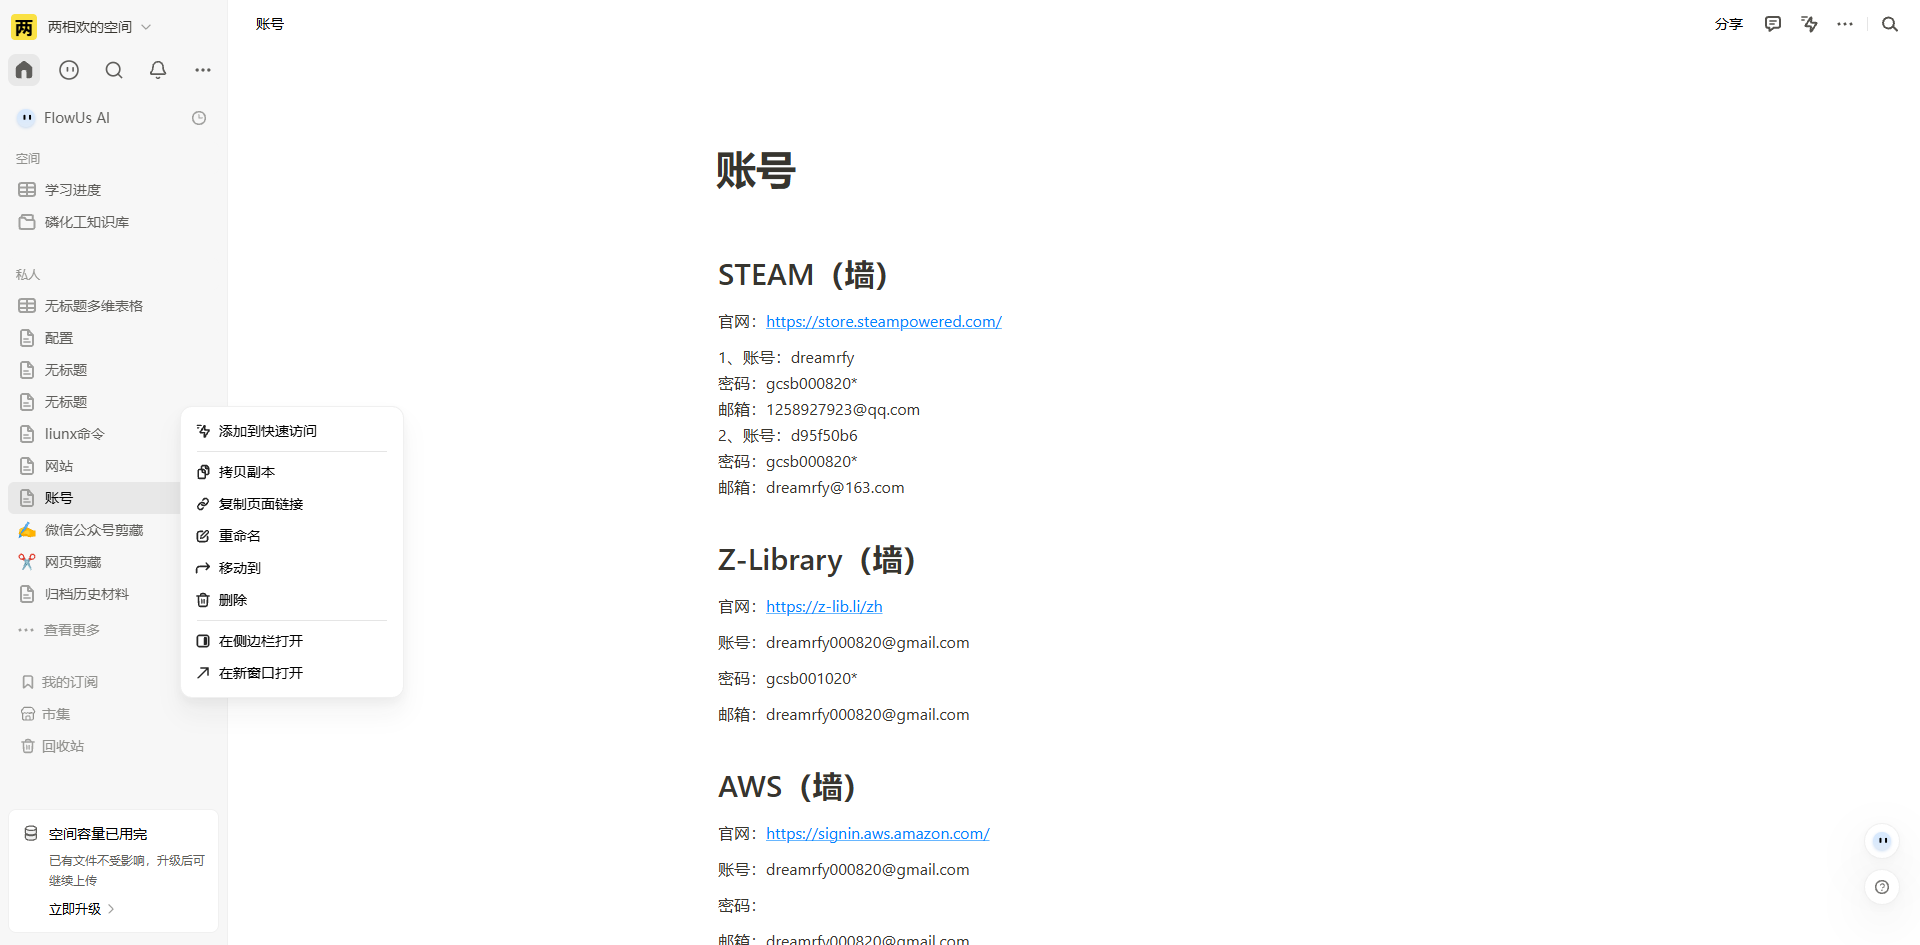 两 两相欢的空间
FlowUs AI
空间
学习进度
磷化工知识库
私人
无标题多维表格
配置
无标题
无标题
liunx命令
网站
账号
微信公众号剪藏
网页剪藏
归档历史材料
查看更多
我的订阅
市集
回收站
空间容量已用完
已有文件不受影响，升级后可
继续上传
立即升级
添加到快速访问
拷贝副本
复制页面链接
重命名
移动到
删除
在侧边栏打开
在新窗口打开
账号
分享
账号
STEAM（墙）
官网：https://store.steampowered.com/
1、账号：dreamrfy
密码：gcsb000820*
邮箱：1258927923@qq.com
2、账号：d95f50b6
密码：gcsb000820*
邮箱：dreamrfy@163.com
Z-Library（墙）
官网：https://z-lib.li/zh
账号：dreamrfy000820@gmail.com
密码：gcsb001020*
邮箱：dreamrfy000820@gmail.com
AWS（墙）
官网：https://signin.aws.amazon.com/
账号：dreamrfy000820@gmail.com
密码：
邮箱：dreamrfy000820@gmail.com